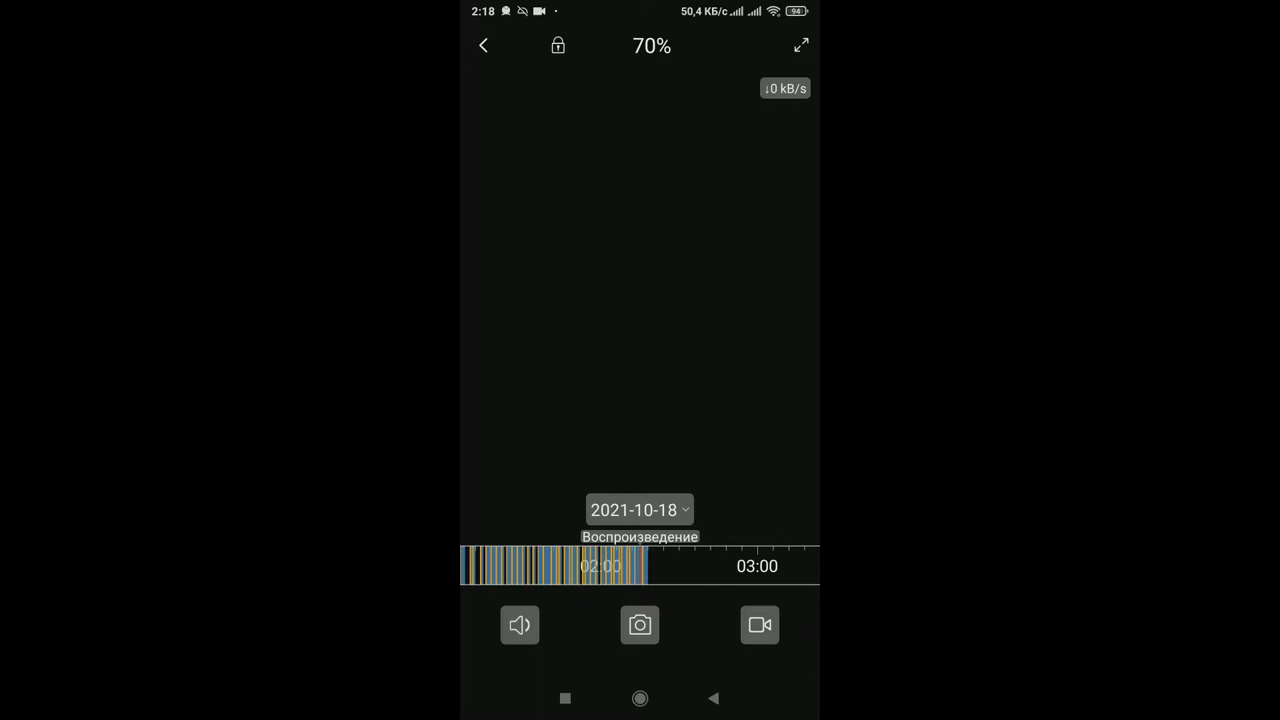 2:18 50,4 КБ/с 94
70%
↓0 kB/s
2021-10-18
Воспроизведение
02:00 03:00